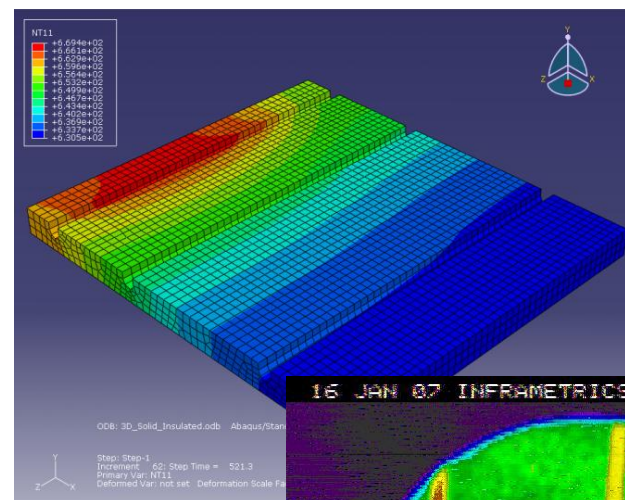 NT11
+6.694e+02
+6.661e+02
+6.629e+02
+6.596e+02
+6.564e+02
+6.532e+02
+6.499e+02
+6.467e+02
+6.434e+02
+6.402e+02
+6.369e+02
+6.337e+02
+6.305e+02
Y
Z X
16 JAN 07 INFRAMETRICS
ODB: 3D_Solid_Insulated.odb Abaqus/Stan
Step: Step-1
Increment 62: Step Time = 521.3
Primary Var: NT11
Deformed Var: not set Deformation Scale Fa
Y
Z X